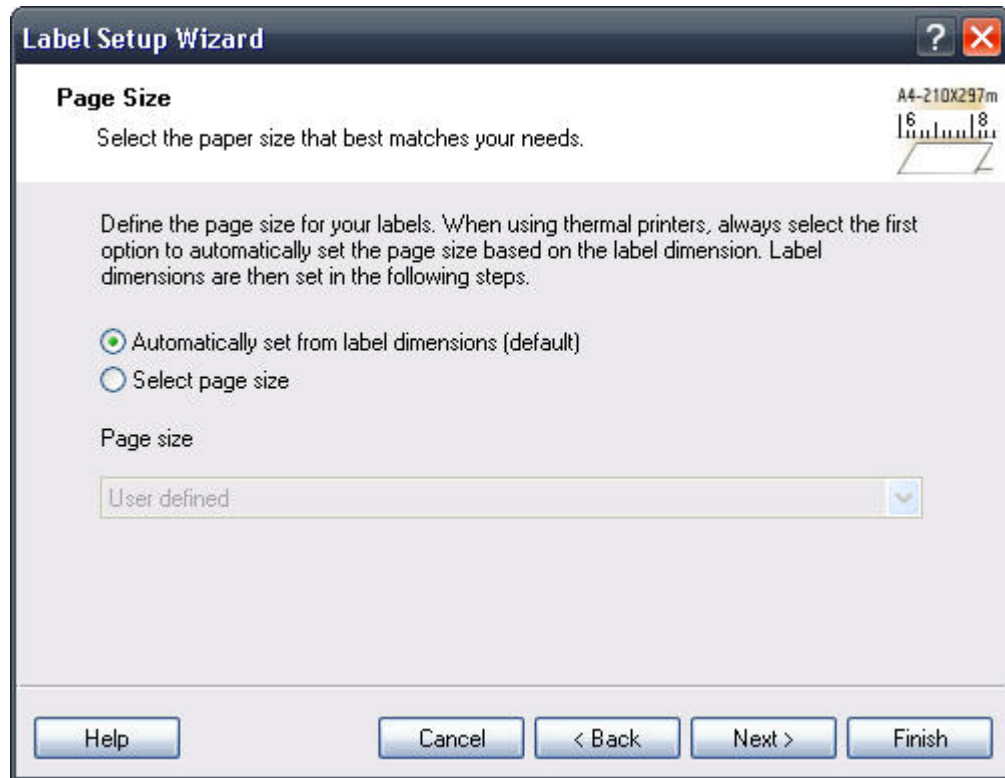 Label Setup Wizard
?
Page Size
Select the paper size that best matches your needs.
A4-210X297m
6 8
Define the page size for your labels. When using thermal printers, always select the first
option to automatically set the page size based on the label dimension. Label
dimensions are then set in the following steps.
Automatically set from label dimensions (default)
Select page size
Page size
User defined
Help Cancel < Back Next > Finish